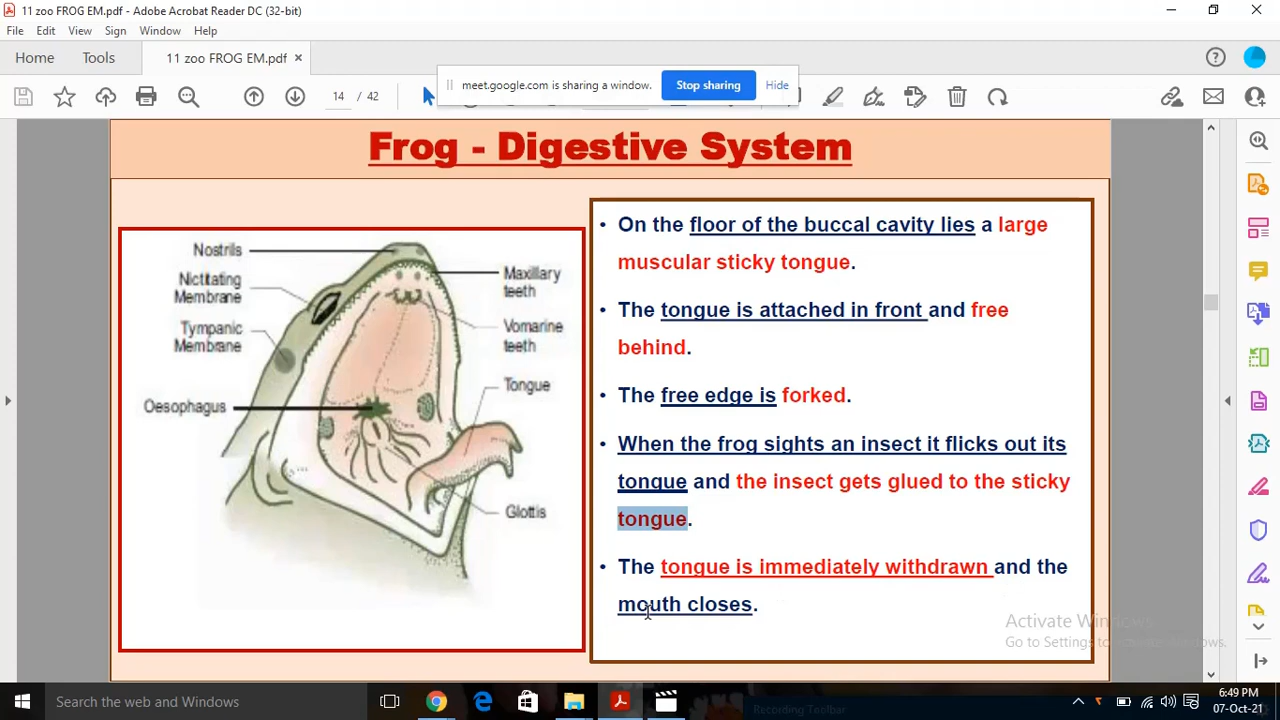 11 zoo FROG EM.pdf - Adobe Acrobat Reader DC (32-bit)
File Edit View Sign Window Help
Home Tools 11 zoo FROG EM.pdf ×
meet.google.com is sharing a window. Stop sharing Hide
14 / 42
Frog - Digestive System
Nostrils
Nictitating
Membrane
Tympanic
Membrane
Oesophagus
Maxillary
teeth
Vomarine
teeth
Tongue
Glottis
• On the floor of the buccal cavity lies a large
muscular sticky tongue.
• The tongue is attached in front and free
behind.
• The free edge is forked.
• When the frog sights an insect it flicks out its
tongue and the insect gets glued to the sticky
tongue.
• The tongue is immediately withdrawn and the
mouth closes.
Activate Windows
Go to Settings to activate Windows.
Search the web and Windows
Recording Toolbar
6:49 PM
07-Oct-21